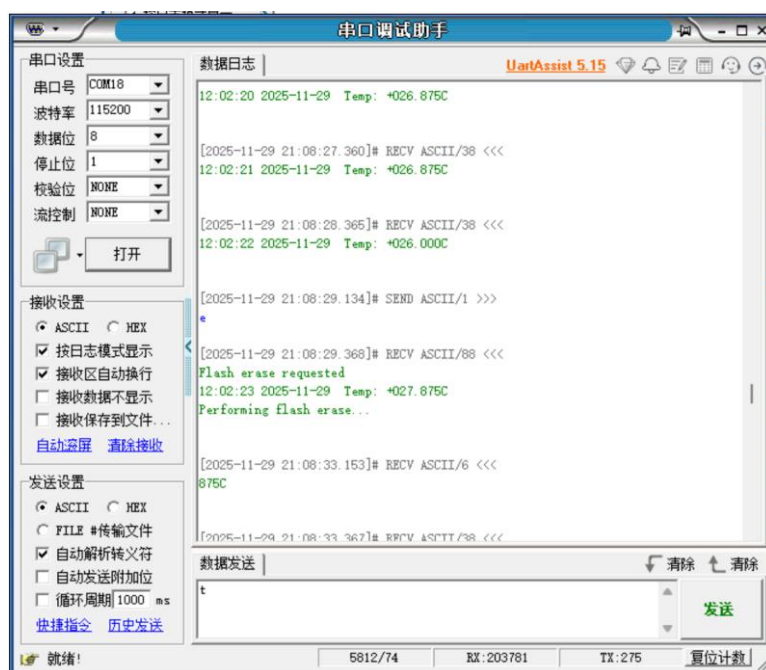 串口调试助手
串口设置
串口号 COM18
波特率 115200
数据位 8
停止位 1
校验位 NONE
流控制 NONE
打开
接收设置
ASCII HEX
按日志模式显示
接收区自动换行
接收数据不显示
接收保存到文件...
自动滚屏 清除接收
发送设置
ASCII HEX
FILE #传输文件
自动解析转义符
自动发送附加位
循环周期 1000 ms
快捷指令 历史发送
数据日志
UartAssist 5.15
12:02:20 2025-11-29 Temp: +026.875C
[2025-11-29 21:08:27.360]# RECV ASCII/38 <<<
12:02:21 2025-11-29 Temp: +026.875C
[2025-11-29 21:08:28.365]# RECV ASCII/38 <<<
12:02:22 2025-11-29 Temp: +026.000C
[2025-11-29 21:08:29.134]# SEND ASCII/1 >>>
e
[2025-11-29 21:08:29.368]# RECV ASCII/88 <<<
Flash erase requested
12:02:23 2025-11-29 Temp: +027.875C
Performing flash erase...
[2025-11-29 21:08:33.153]# RECV ASCII/6 <<<
875C
[2025-11-29 21:08:33.367]# RECV ASCII/38 <<<
数据发送
清除 清除
t
发送
就绪!
5812/74
RX:203781
TX:275
复位计数